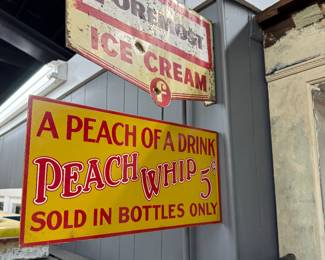 FOREMOST
ICE CREAM
F
A PEACH OF A DRINK
PEACH WHIP 5¢
SOLD IN BOTTLES ONLY